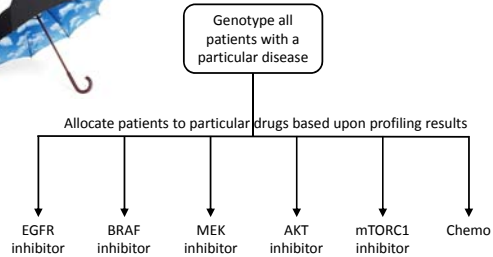 Genotype all
patients with a
particular disease
Allocate patients to particular drugs based upon profiling results
EGFR
inhibitor
BRAF
inhibitor
MEK
inhibitor
AKT
inhibitor
mTORC1
inhibitor
Chemo